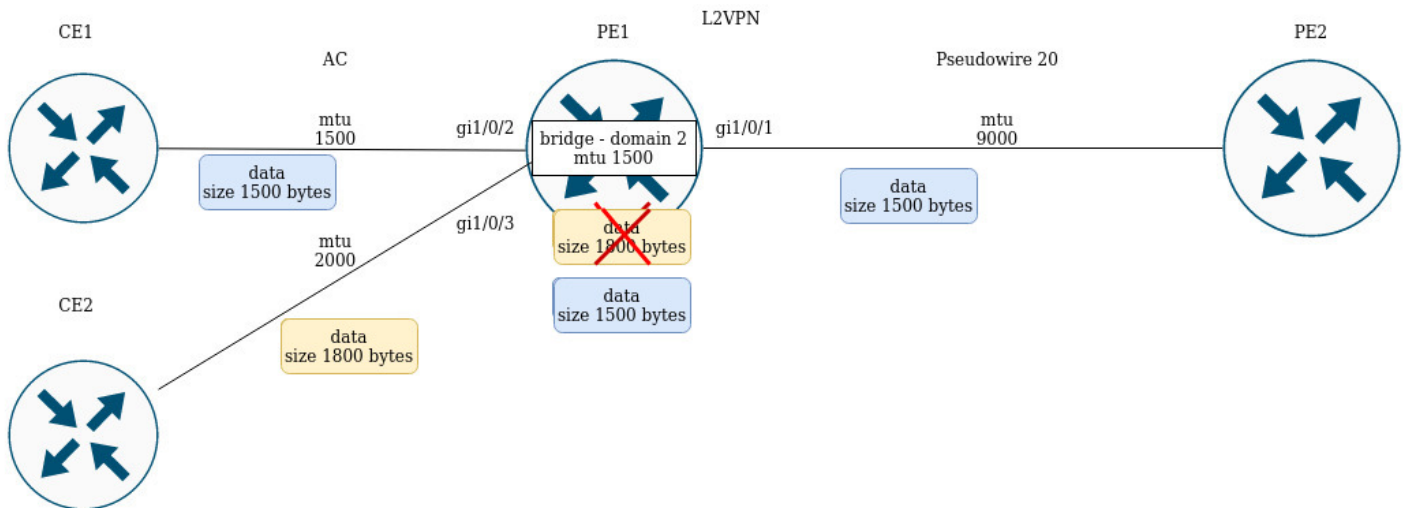 L2VPN
CE1
PE1
PE2
AC
Pseudowire 20
mtu
1500
gi1/0/2
bridge - domain 2
mtu 1500
gi1/0/1
mtu
9000
data
size 1500 bytes
data
size 1500 bytes
gi1/0/3
data
size 1800 bytes
mtu
2000
data
size 1500 bytes
CE2
data
size 1800 bytes